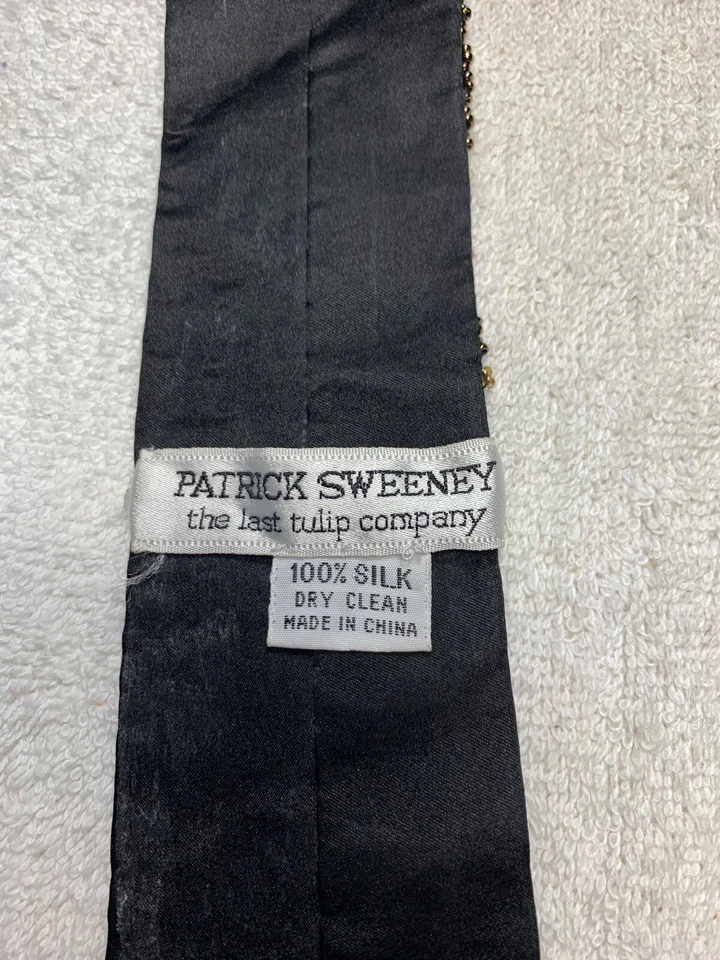 PATRICK SWEENEY
the last tulip company
100% SILK
DRY CLEAN
MADE IN CHINA